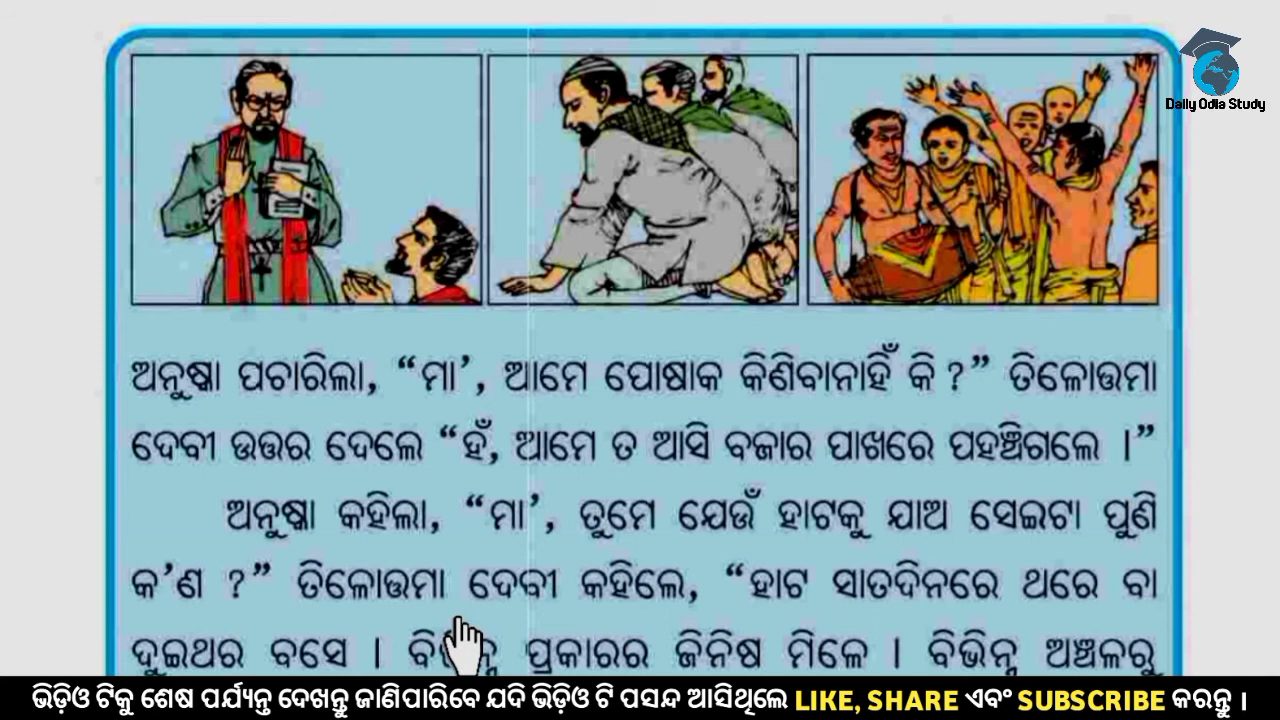 Daily Odia Study
ଅନୁଷ୍କା ପଚାରିଲା, “ମା’, ଆମେ ପୋଷାକ କିଣିବାନାହିଁ କି ?” ତିଳୋତ୍ତମା
ଦେବୀ ଉତ୍ତର ଦେଲେ “ହଁ, ଆମେ ତ ଆସି ବଜାର ପାଖରେ ପହଞ୍ଚିଗଲେ ।”
ଅନୁଷ୍କା କହିଲା, “ମା’, ତୁମେ ଯେଉଁ ହାଟକୁ ଯାଅ ସେଇଟା ପୁଣି
କ’ଣ ?” ତିଳୋତ୍ତମା ଦେବୀ କହିଲେ, “ହାଟ ସାତଦିନରେ ଥରେ ବା
ଦୁଇଥର ବସେ । ବିଭିନ୍ନ ପ୍ରକାରର ଜିନିଷ ମିଳେ । ବିଭିନ୍ନ ଅଞ୍ଚଳରୁ
ଭିଡ଼ିଓ ଟିକୁ ଶେଷ ପର୍ଯ୍ୟନ୍ତ ଦେଖନ୍ତୁ ଜାଣିପାରିବେ ଯଦି ଭିଡ଼ିଓ ଟି ପସନ୍ଦ ଆସିଥିଲେ LIKE, SHARE ଏବଂ SUBSCRIBE କରନ୍ତୁ ।